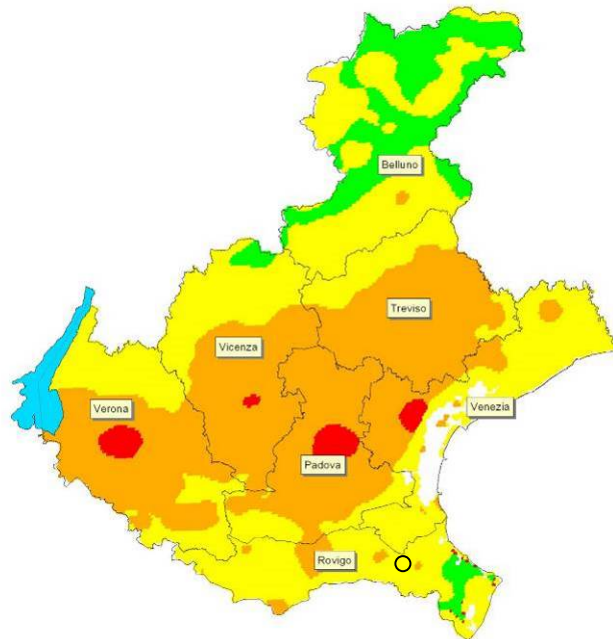 Belluno
Treviso
Vicenza
Verona
Venezia
Padova
Rovigo